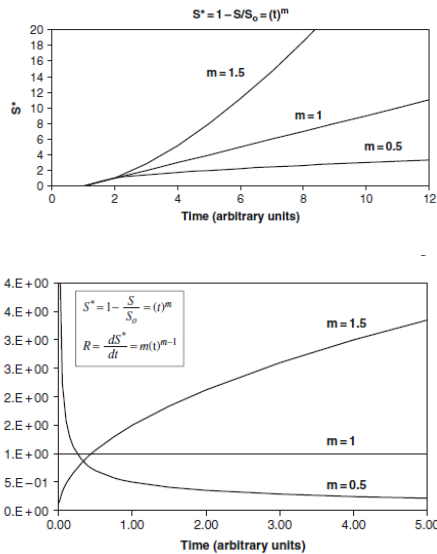 S* = 1 – S/So = (t)m
20
18
16
14
12
10
8
6
4
2
0
S*
m = 1.5
m = 1
m = 0.5
0 2 4 6 8 10 12
Time (arbitrary units)
4.E+00
4.E+00
3.E+00
3.E+00
2.E+00
2.E+00
1.E+00
5.E–01
0.E+00
S* = 1 – S/So = (t)m
R = dS*/dt = m(t)m–1
m = 1.5
m = 1
m = 0.5
0.00 1.00 2.00 3.00 4.00 5.00
Time (arbitrary units)